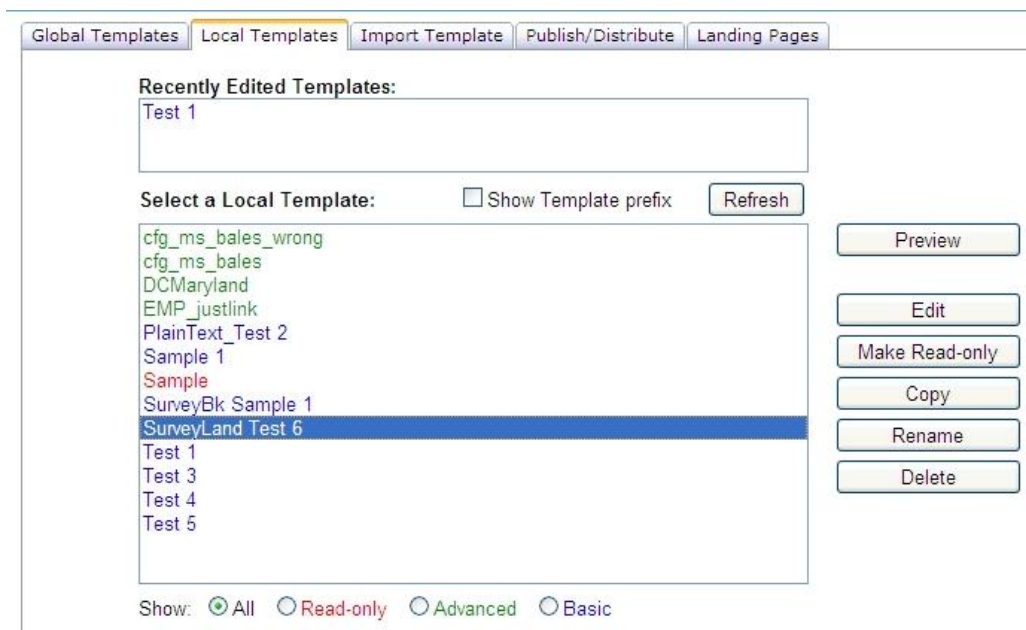 Global Templates Local Templates Import Template Publish/Distribute Landing Pages
Recently Edited Templates:
Test 1
Select a Local Template: Show Template prefix Refresh
cfg_ms_bales_wrong
cfg_ms_bales
DCMaryland
EMP_justlink
PlainText_Test 2
Sample 1
Sample
SurveyBk Sample 1
SurveyLand Test 6
Test 1
Test 3
Test 4
Test 5
Preview
Edit
Make Read-only
Copy
Rename
Delete
Show: All Read-only Advanced Basic